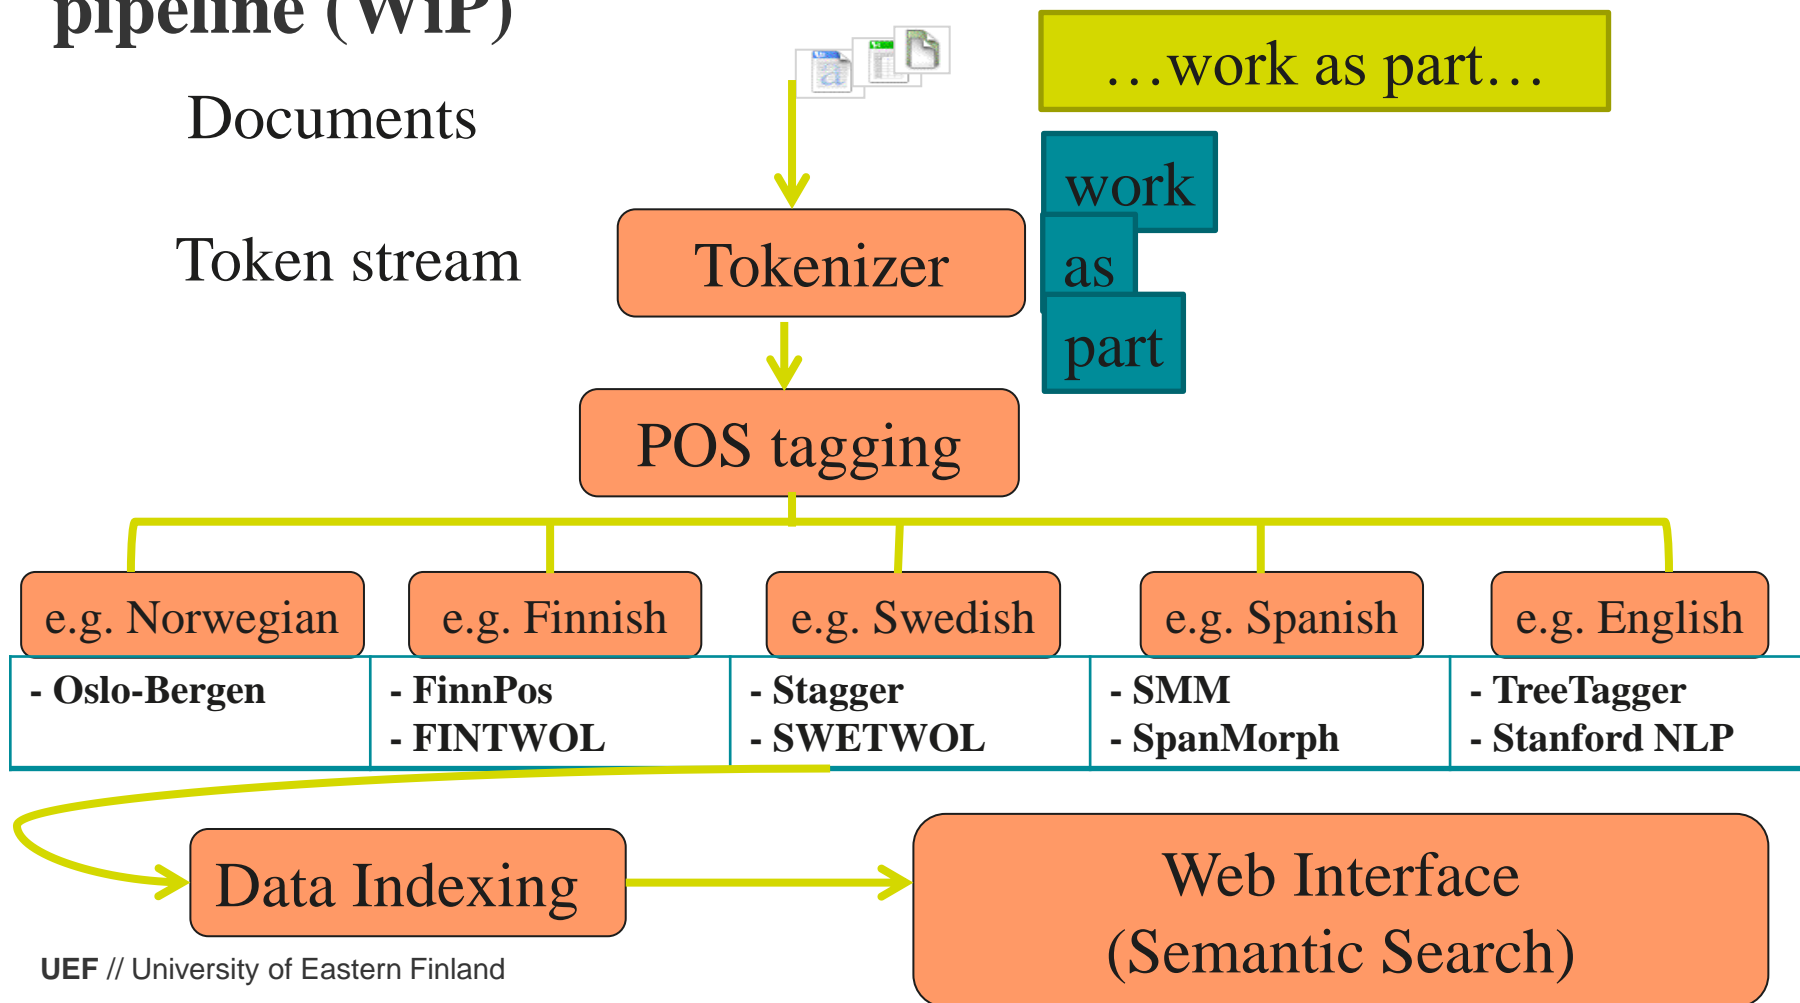 pipeline (WiP)
…work as part…
Documents
work
Token stream
Tokenizer
as
part
POS tagging
e.g. Norwegian
e.g. Finnish
e.g. Swedish
e.g. Spanish
e.g. English
- Oslo-Bergen
- FinnPos
- FINTWOL
- Stagger
- SWETWOL
- SMM
- SpanMorph
- TreeTagger
- Stanford NLP
Data Indexing
Web Interface
(Semantic Search)
UEF // University of Eastern Finland